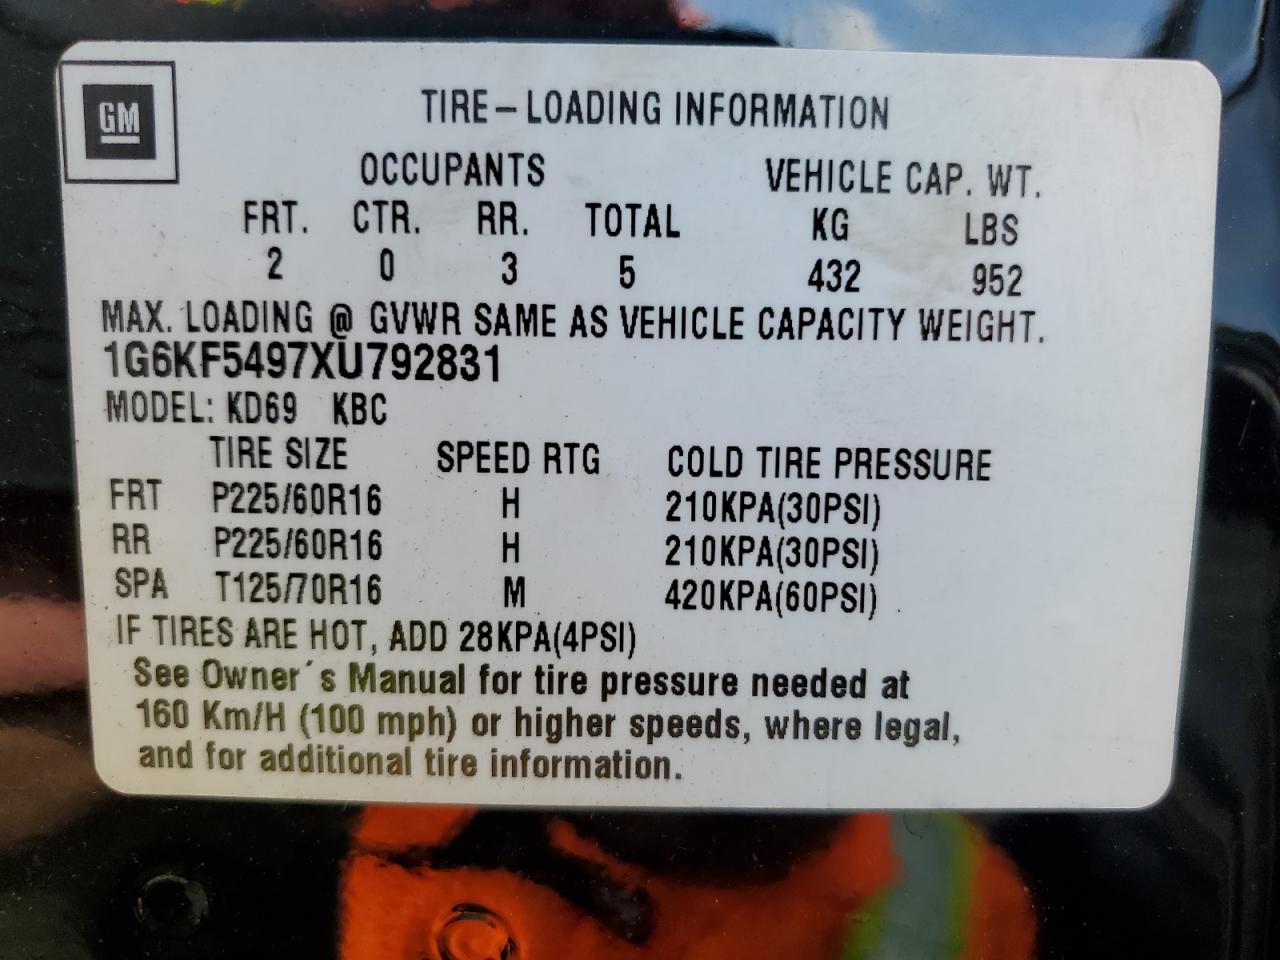 GM
TIRE-LOADING INFORMATION
OCCUPANTS VEHICLE CAP. WT.
FRT. CTR. RR. TOTAL KG LBS
2 0 3 5 432 952
MAX. LOADING @ GVWR SAME AS VEHICLE CAPACITY WEIGHT.
1G6KF5497XU792831
MODEL: KD69 KBC
TIRE SIZE SPEED RTG COLD TIRE PRESSURE
FRT P225/60R16 H 210KPA(30PSI)
RR P225/60R16 H 210KPA(30PSI)
SPA T125/70R16 M 420KPA(60PSI)
IF TIRES ARE HOT, ADD 28KPA(4PSI)
See Owner´s Manual for tire pressure needed at
160 Km/H (100 mph) or higher speeds, where legal,
and for additional tire information.